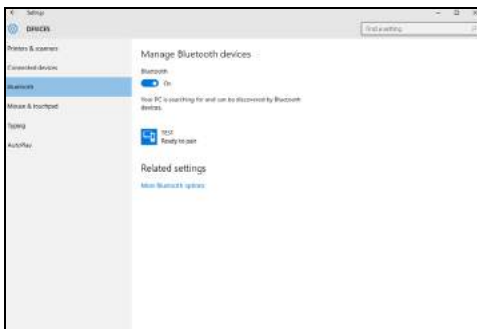 Settings
DEVICES
Find a setting
Printers & scanners
Connected devices
Bluetooth
Mouse & touchpad
Typing
AutoPlay
Manage Bluetooth devices
Bluetooth
On
Your PC is searching for and can be discovered by Bluetooth
devices.
TEST
Ready to pair
Related settings
More Bluetooth options